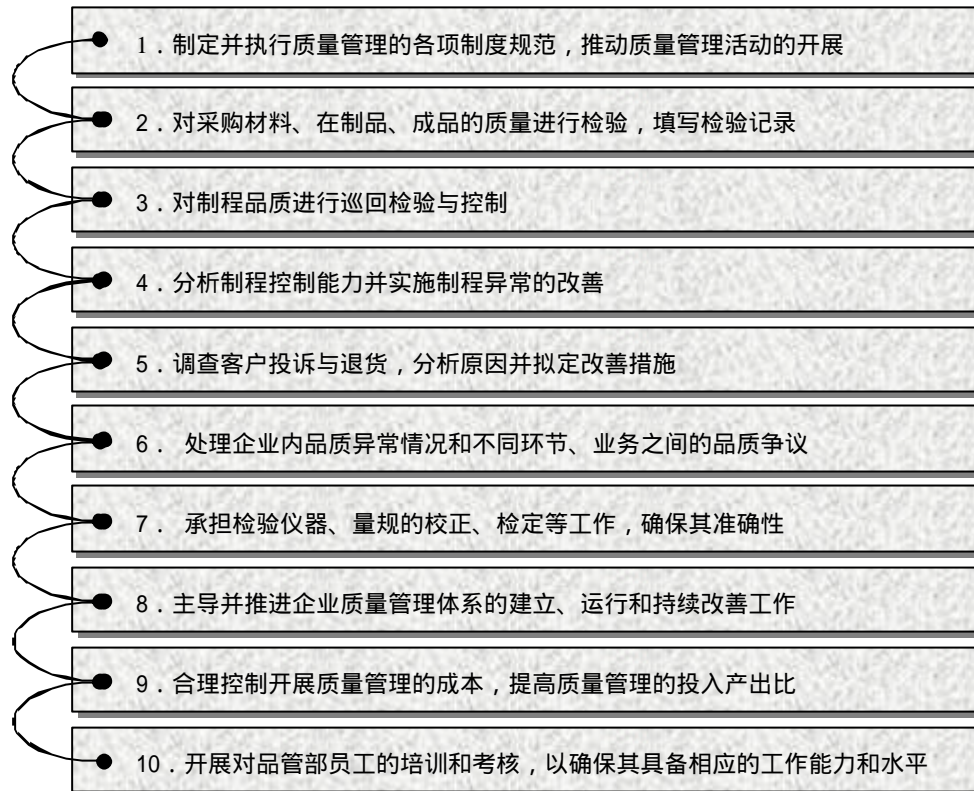 1．制定并执行质量管理的各项制度规范，推动质量管理活动的开展
2．对采购材料、在制品、成品的质量进行检验，填写检验记录
3．对制程品质进行巡回检验与控制
4．分析制程控制能力并实施制程异常的改善
5．调查客户投诉与退货，分析原因并拟定改善措施
6． 处理企业内品质异常情况和不同环节、业务之间的品质争议
7． 承担检验仪器、量规的校正、检定等工作，确保其准确性
8．主导并推进企业质量管理体系的建立、运行和持续改善工作
9．合理控制开展质量管理的成本，提高质量管理的投入产出比
10．开展对品管部员工的培训和考核，以确保其具备相应的工作能力和水平